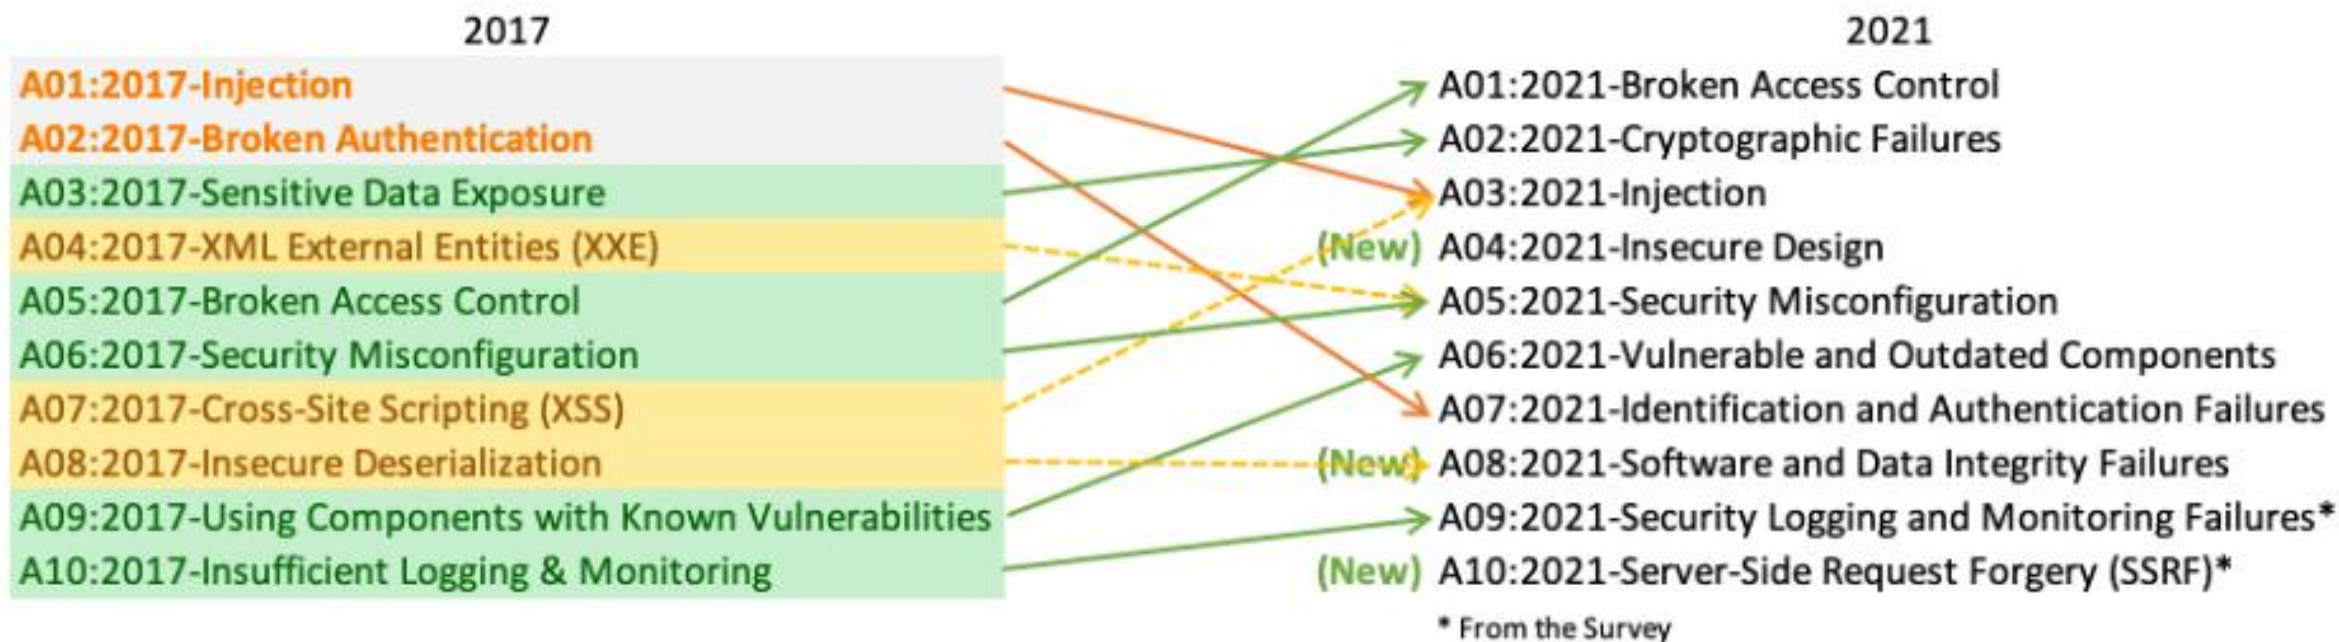 2017
A01:2017-Injection
A02:2017-Broken Authentication
A03:2017-Sensitive Data Exposure
A04:2017-XML External Entities (XXE)
A05:2017-Broken Access Control
A06:2017-Security Misconfiguration
A07:2017-Cross-Site Scripting (XSS)
A08:2017-Insecure Deserialization
A09:2017-Using Components with Known Vulnerabilities
A10:2017-Insufficient Logging & Monitoring
2021
A01:2021-Broken Access Control
A02:2021-Cryptographic Failures
A03:2021-Injection
(New) A04:2021-Insecure Design
A05:2021-Security Misconfiguration
A06:2021-Vulnerable and Outdated Components
A07:2021-Identification and Authentication Failures
(New) A08:2021-Software and Data Integrity Failures
A09:2021-Security Logging and Monitoring Failures*
(New) A10:2021-Server-Side Request Forgery (SSRF)*
* From the Survey